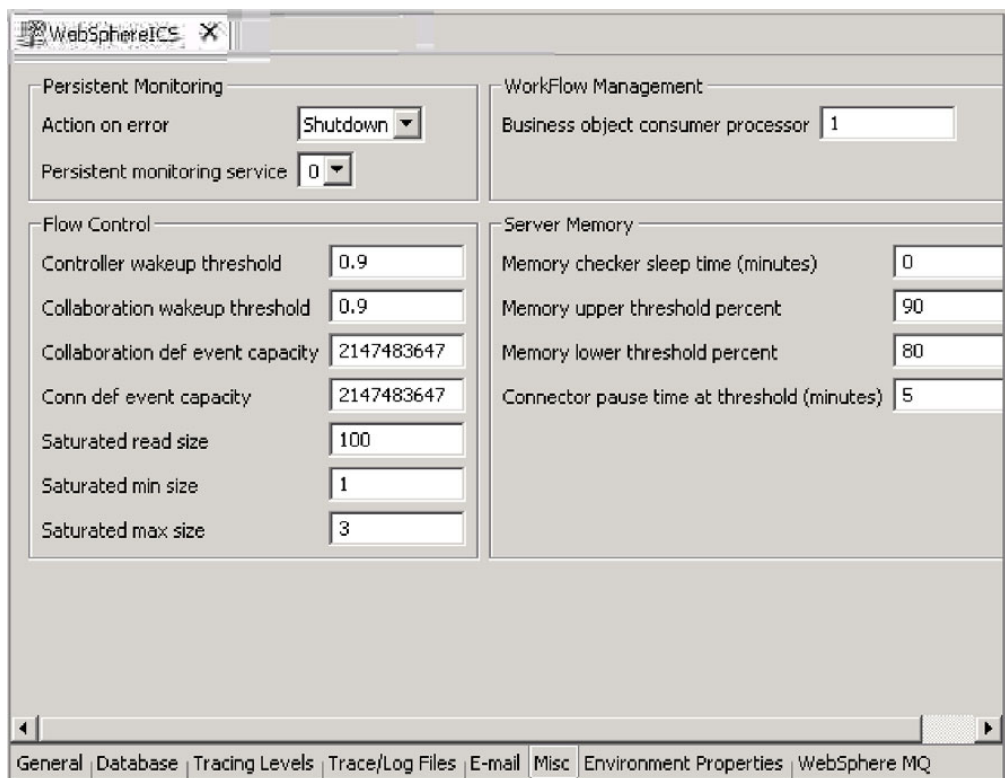 WebSphereICS
Persistent Monitoring
Action on error Shutdown
Persistent monitoring service 0
WorkFlow Management
Business object consumer processor 1
Flow Control
Controller wakeup threshold 0.9
Collaboration wakeup threshold 0.9
Collaboration def event capacity 2147483647
Conn def event capacity 2147483647
Saturated read size 100
Saturated min size 1
Saturated max size 3
Server Memory
Memory checker sleep time (minutes) 0
Memory upper threshold percent 90
Memory lower threshold percent 80
Connector pause time at threshold (minutes) 5
General Database Tracing Levels Trace/Log Files E-mail Misc Environment Properties WebSphere MQ